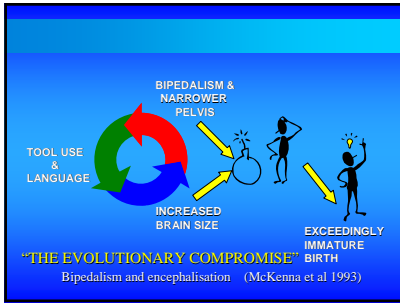 BIPEDALISM &
NARROWER
PELVIS
TOOL USE
&
LANGUAGE
INCREASED
BRAIN SIZE
EXCEEDINGLY
IMMATURE
BIRTH
“THE EVOLUTIONARY COMPROMISE”
Bipedalism and encephalisation (McKenna et al 1993)